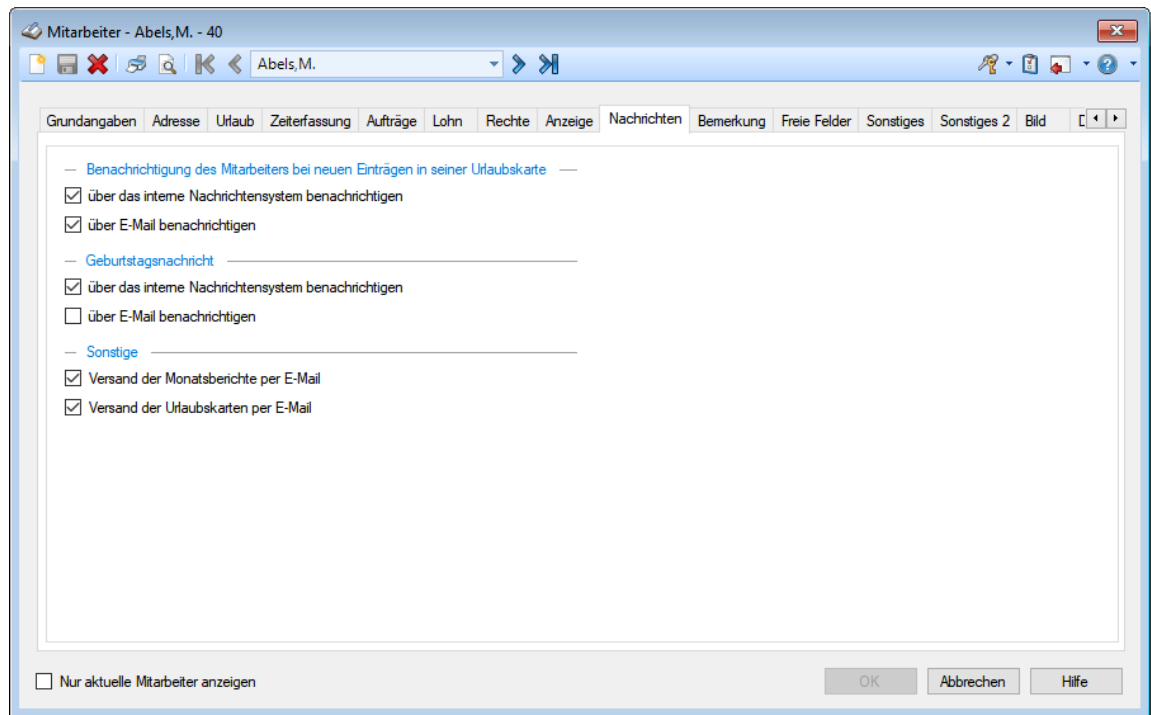 Mitarbeiter - Abels,M. - 40
Abels,M.
Grundangaben Adresse Urlaub Zeiterfassung Aufträge Lohn Rechte Anzeige Nachrichten Bemerkung Freie Felder Sonstiges Sonstiges 2 Bild
Benachrichtigung des Mitarbeiters bei neuen Einträgen in seiner Urlaubskarte
über das interne Nachrichtensystem benachrichtigen
über E-Mail benachrichtigen
Geburtstagsnachricht
über das interne Nachrichtensystem benachrichtigen
über E-Mail benachrichtigen
Sonstige
Versand der Monatsberichte per E-Mail
Versand der Urlaubskarten per E-Mail
Nur aktuelle Mitarbeiter anzeigen OK Abbrechen Hilfe